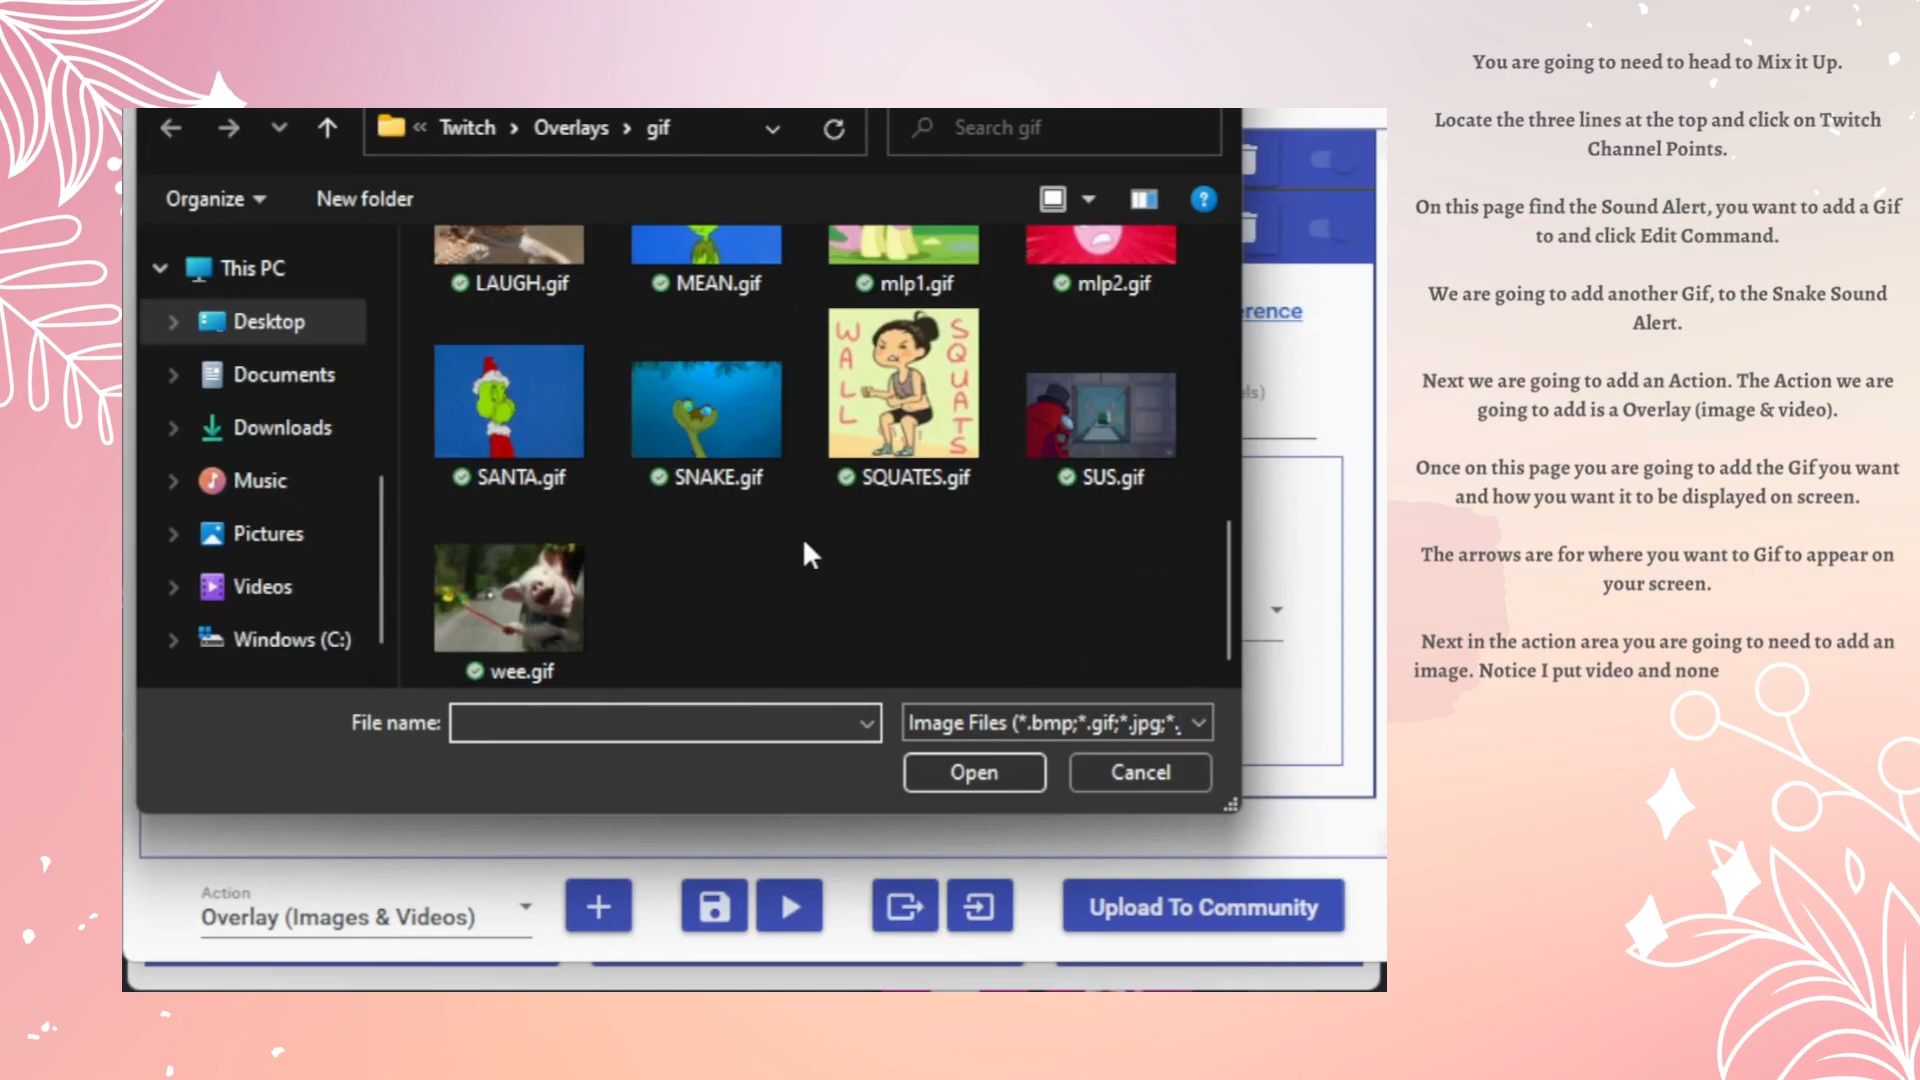 Twitch › Overlays › gif
Search gif
Organize
New folder
This PC
Desktop
Documents
Downloads
Music
Pictures
Videos
Windows (C:)
LAUGH.gif
MEAN.gif
mlp1.gif
mlp2.gif
WALL SQUATS
SANTA.gif
SNAKE.gif
SQUATES.gif
SUS.gif
wee.gif
File name:
Image Files (*.bmp;*.gif;*.jpg;*.
Open
Cancel
erence
els)
Action
Overlay (Images & Videos)
Upload To Community
You are going to need to head to Mix it Up.
Locate the three lines at the top and click on Twitch
Channel Points.
On this page find the Sound Alert, you want to add a Gif
to and click Edit Command.
We are going to add another Gif, to the Snake Sound
Alert.
Next we are going to add an Action. The Action we are
going to add is a Overlay (image & video).
Once on this page you are going to add the Gif you want
and how you want it to be displayed on screen.
The arrows are for where you want to Gif to appear on
your screen.
Next in the action area you are going to need to add an
image. Notice I put video and none